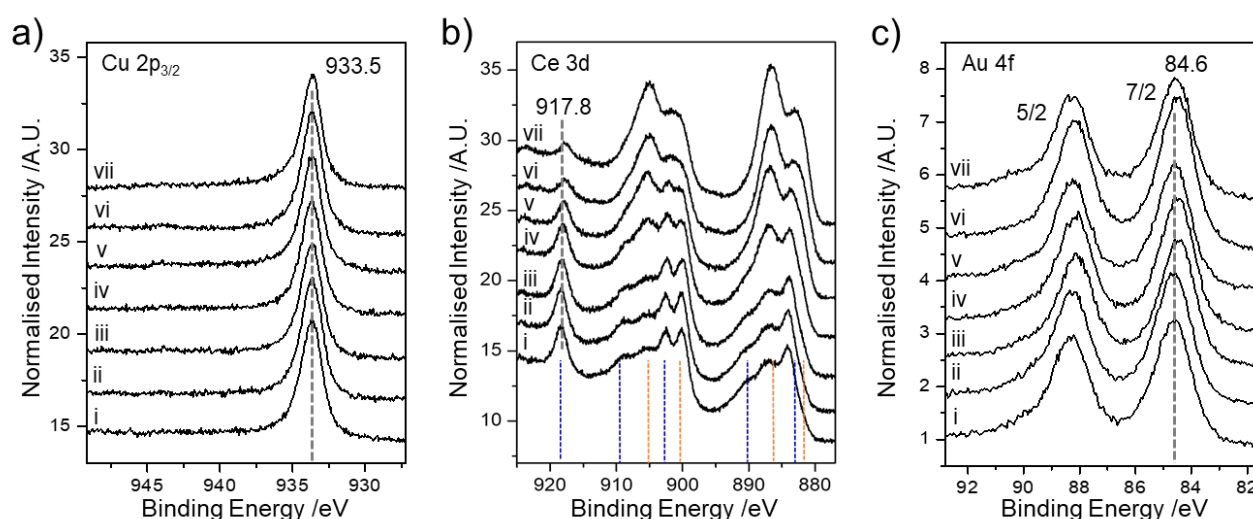 a)
Cu 2p3/2
933.5
35
30
25
20
15
vii
vi
v
iv
iii
ii
i
945
940
935
930
Binding Energy /eV
Normalised Intensity /A.U.
b)
Ce 3d
917.8
35
30
25
20
15
10
vii
vi
v
iv
iii
ii
i
920
910
900
890
880
Binding Energy /eV
Normalised Intensity /A.U.
c)
Au 4f
84.6
7/2
5/2
8
7
6
5
4
3
2
1
vii
vi
v
iv
iii
ii
i
92
90
88
86
84
82
Binding Energy /eV
Normalised Intensity /A.U.